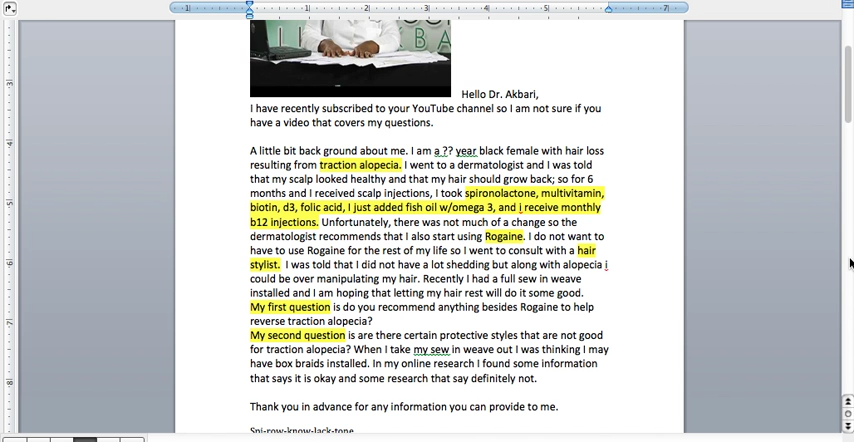 Hello Dr. Akbari,
I have recently subscribed to your YouTube channel so I am not sure if you
have a video that covers my questions.
A little bit back ground about me. I am a ?? year black female with hair loss
resulting from traction alopecia. I went to a dermatologist and I was told
that my scalp looked healthy and that my hair should grow back; so for 6
months and I received scalp injections, I took spironolactone, multivitamin,
biotin, d3, folic acid, I just added fish oil w/omega 3, and i receive monthly
b12 injections. Unfortunately, there was not much of a change so the
dermatologist recommends that I also start using Rogaine. I do not want to
have to use Rogaine for the rest of my life so I went to consult with a hair
stylist. I was told that I did not have a lot shedding but along with alopecia i
could be over manipulating my hair. Recently I had a full sew in weave
installed and I am hoping that letting my hair rest will do it some good.
My first question is do you recommend anything besides Rogaine to help
reverse traction alopecia?
My second question is are there certain protective styles that are not good
for traction alopecia? When I take my sew in weave out I was thinking I may
have box braids installed. In my online research I found some information
that says it is okay and some research that say definitely not.
Thank you in advance for any information you can provide to me.
Spi-row-know-lack-tone